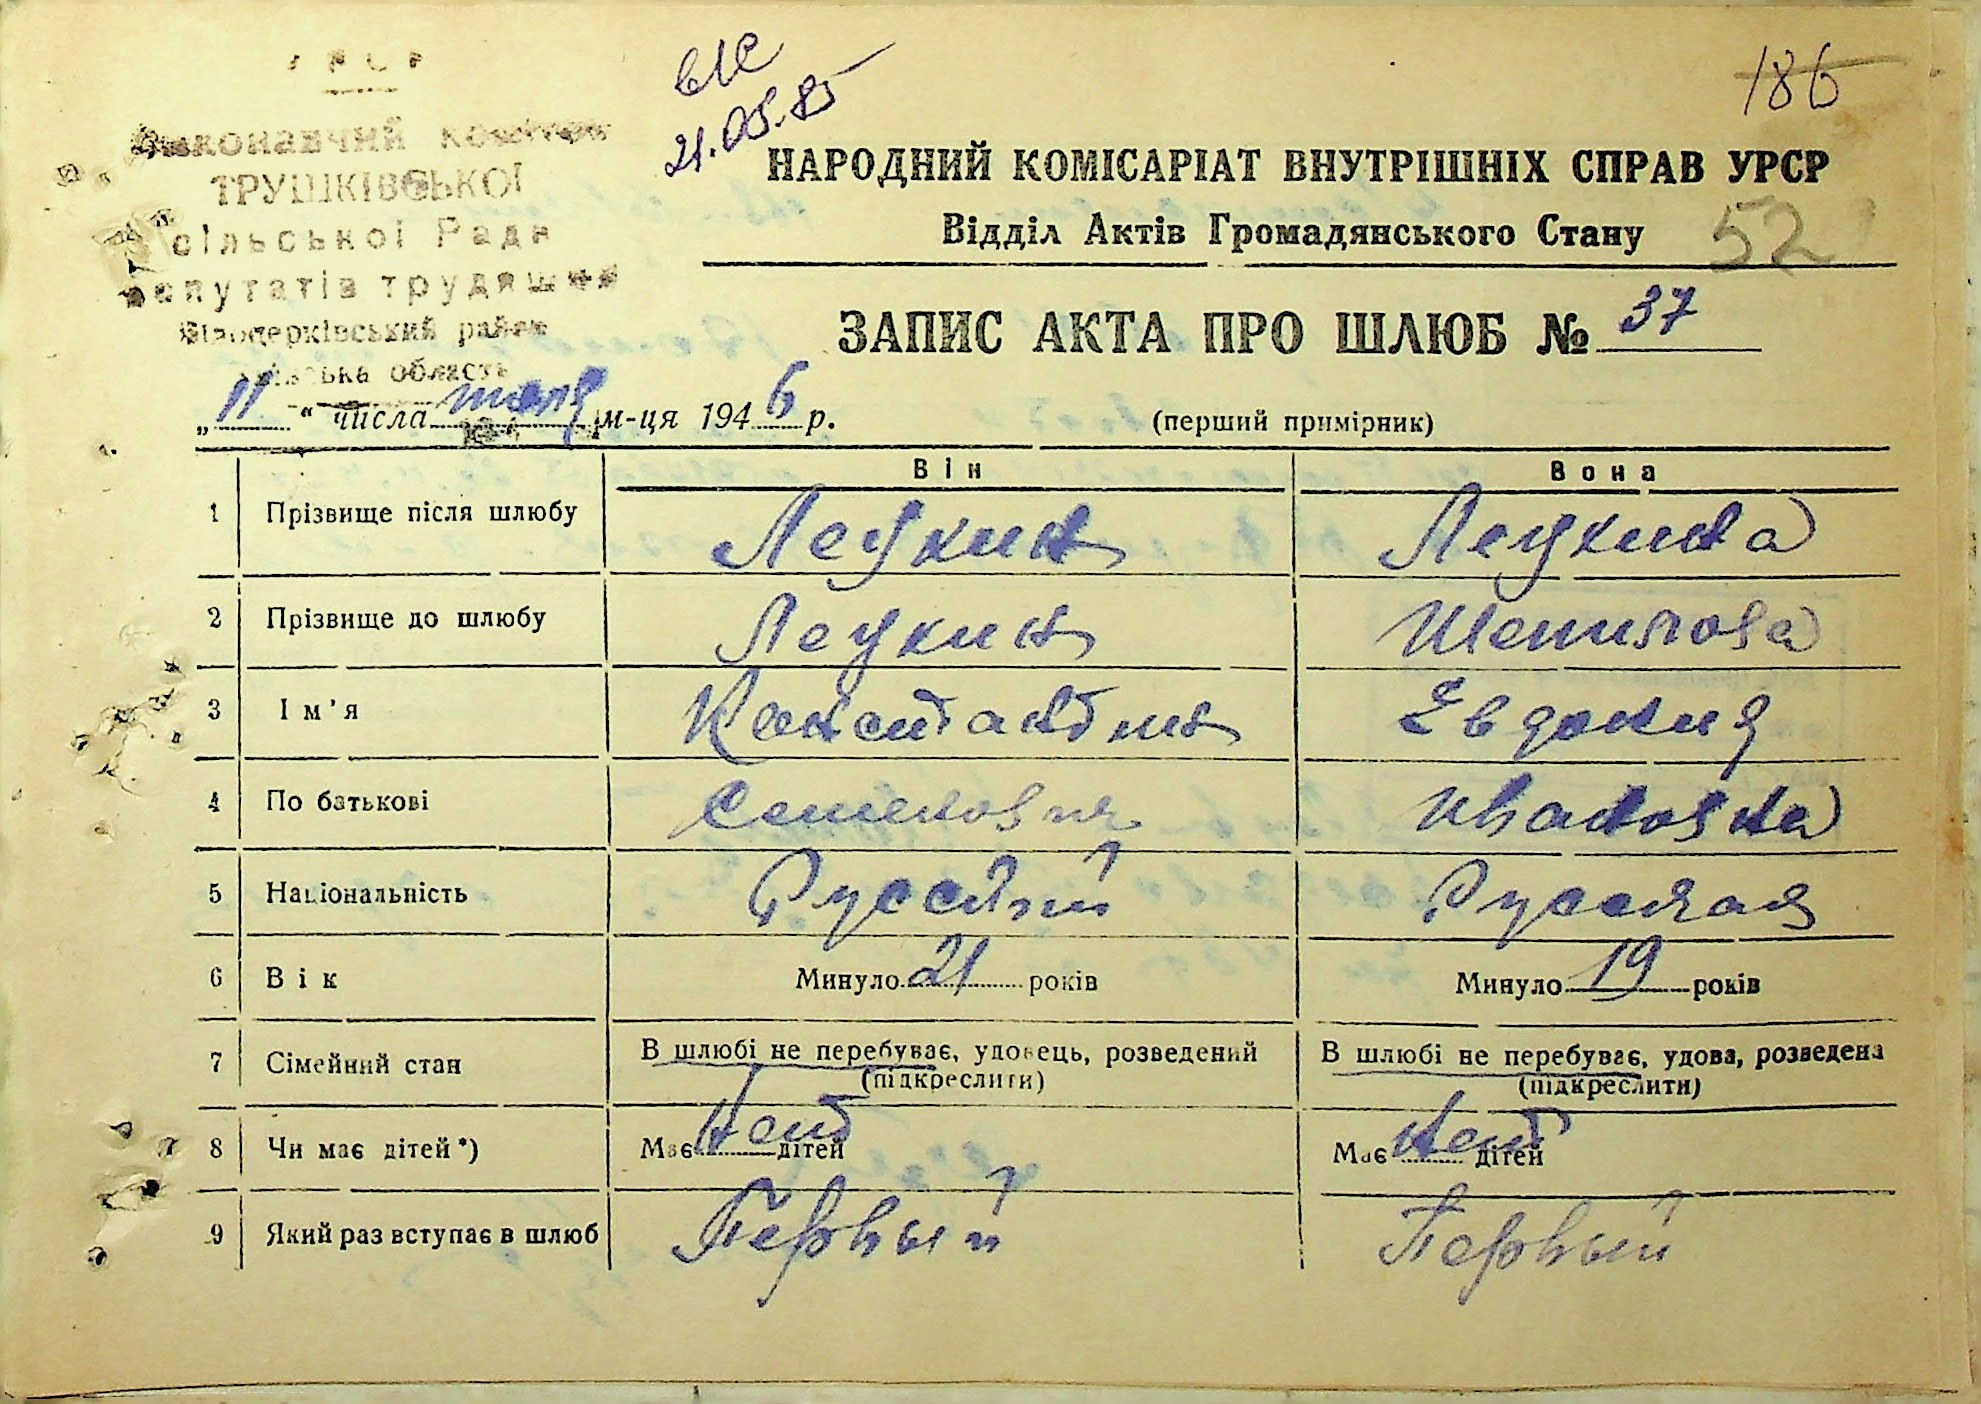 УРСР
Виконавчий комітет
ТРУШКІВСЬКОЇ
сільської Ради
депутатів трудящих
Білоцерківський район
Київська область
21.05.85
186
НАРОДНИЙ КОМІСАРІАТ ВНУТРІШНІХ СПРАВ УРСР
Відділ Актів Громадянського Стану
52
ЗАПИС АКТА ПРО ШЛЮБ № 37
„11“ числа м-ця 1946 р.
(перший примірник)
Він Вона
1 Прізвище після шлюбу Лецкин Лецкина
2 Прізвище до шлюбу Лецкин Шепилова
3 Ім’я Константин Евдокия
4 По батькові Семенович Ивановна
5 Національність Русский Русская
6 Вік Минуло 21 років Минуло 19 років
7 Сімейний стан В шлюбі не перебуває, удовець, розведений (підкреслити) В шлюбі не перебуває, удова, розведена (підкреслити)
8 Чи має дітей*) Має нет дітей Має нет дітей
9 Який раз вступає в шлюб Первый Первый